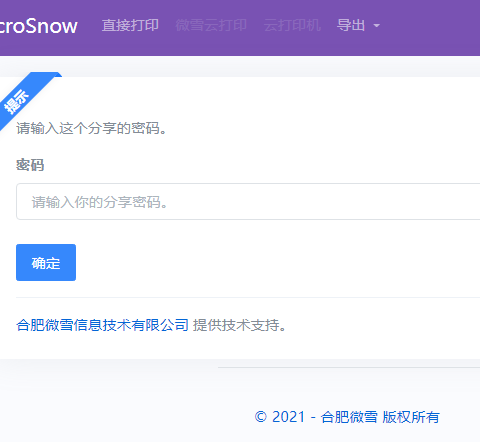 croSnow 直接打印 微雪云打印 云打印机 导出
提示
请输入这个分享的密码。
密码
请输入你的分享密码。
确定
合肥微雪信息技术有限公司 提供技术支持。
© 2021 - 合肥微雪 版权所有